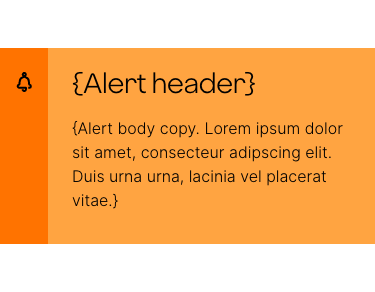 {Alert header}
{Alert body copy. Lorem ipsum dolor
sit amet, consecteur adipscing elit.
Duis urna urna, lacinia vel placerat
vitae.}